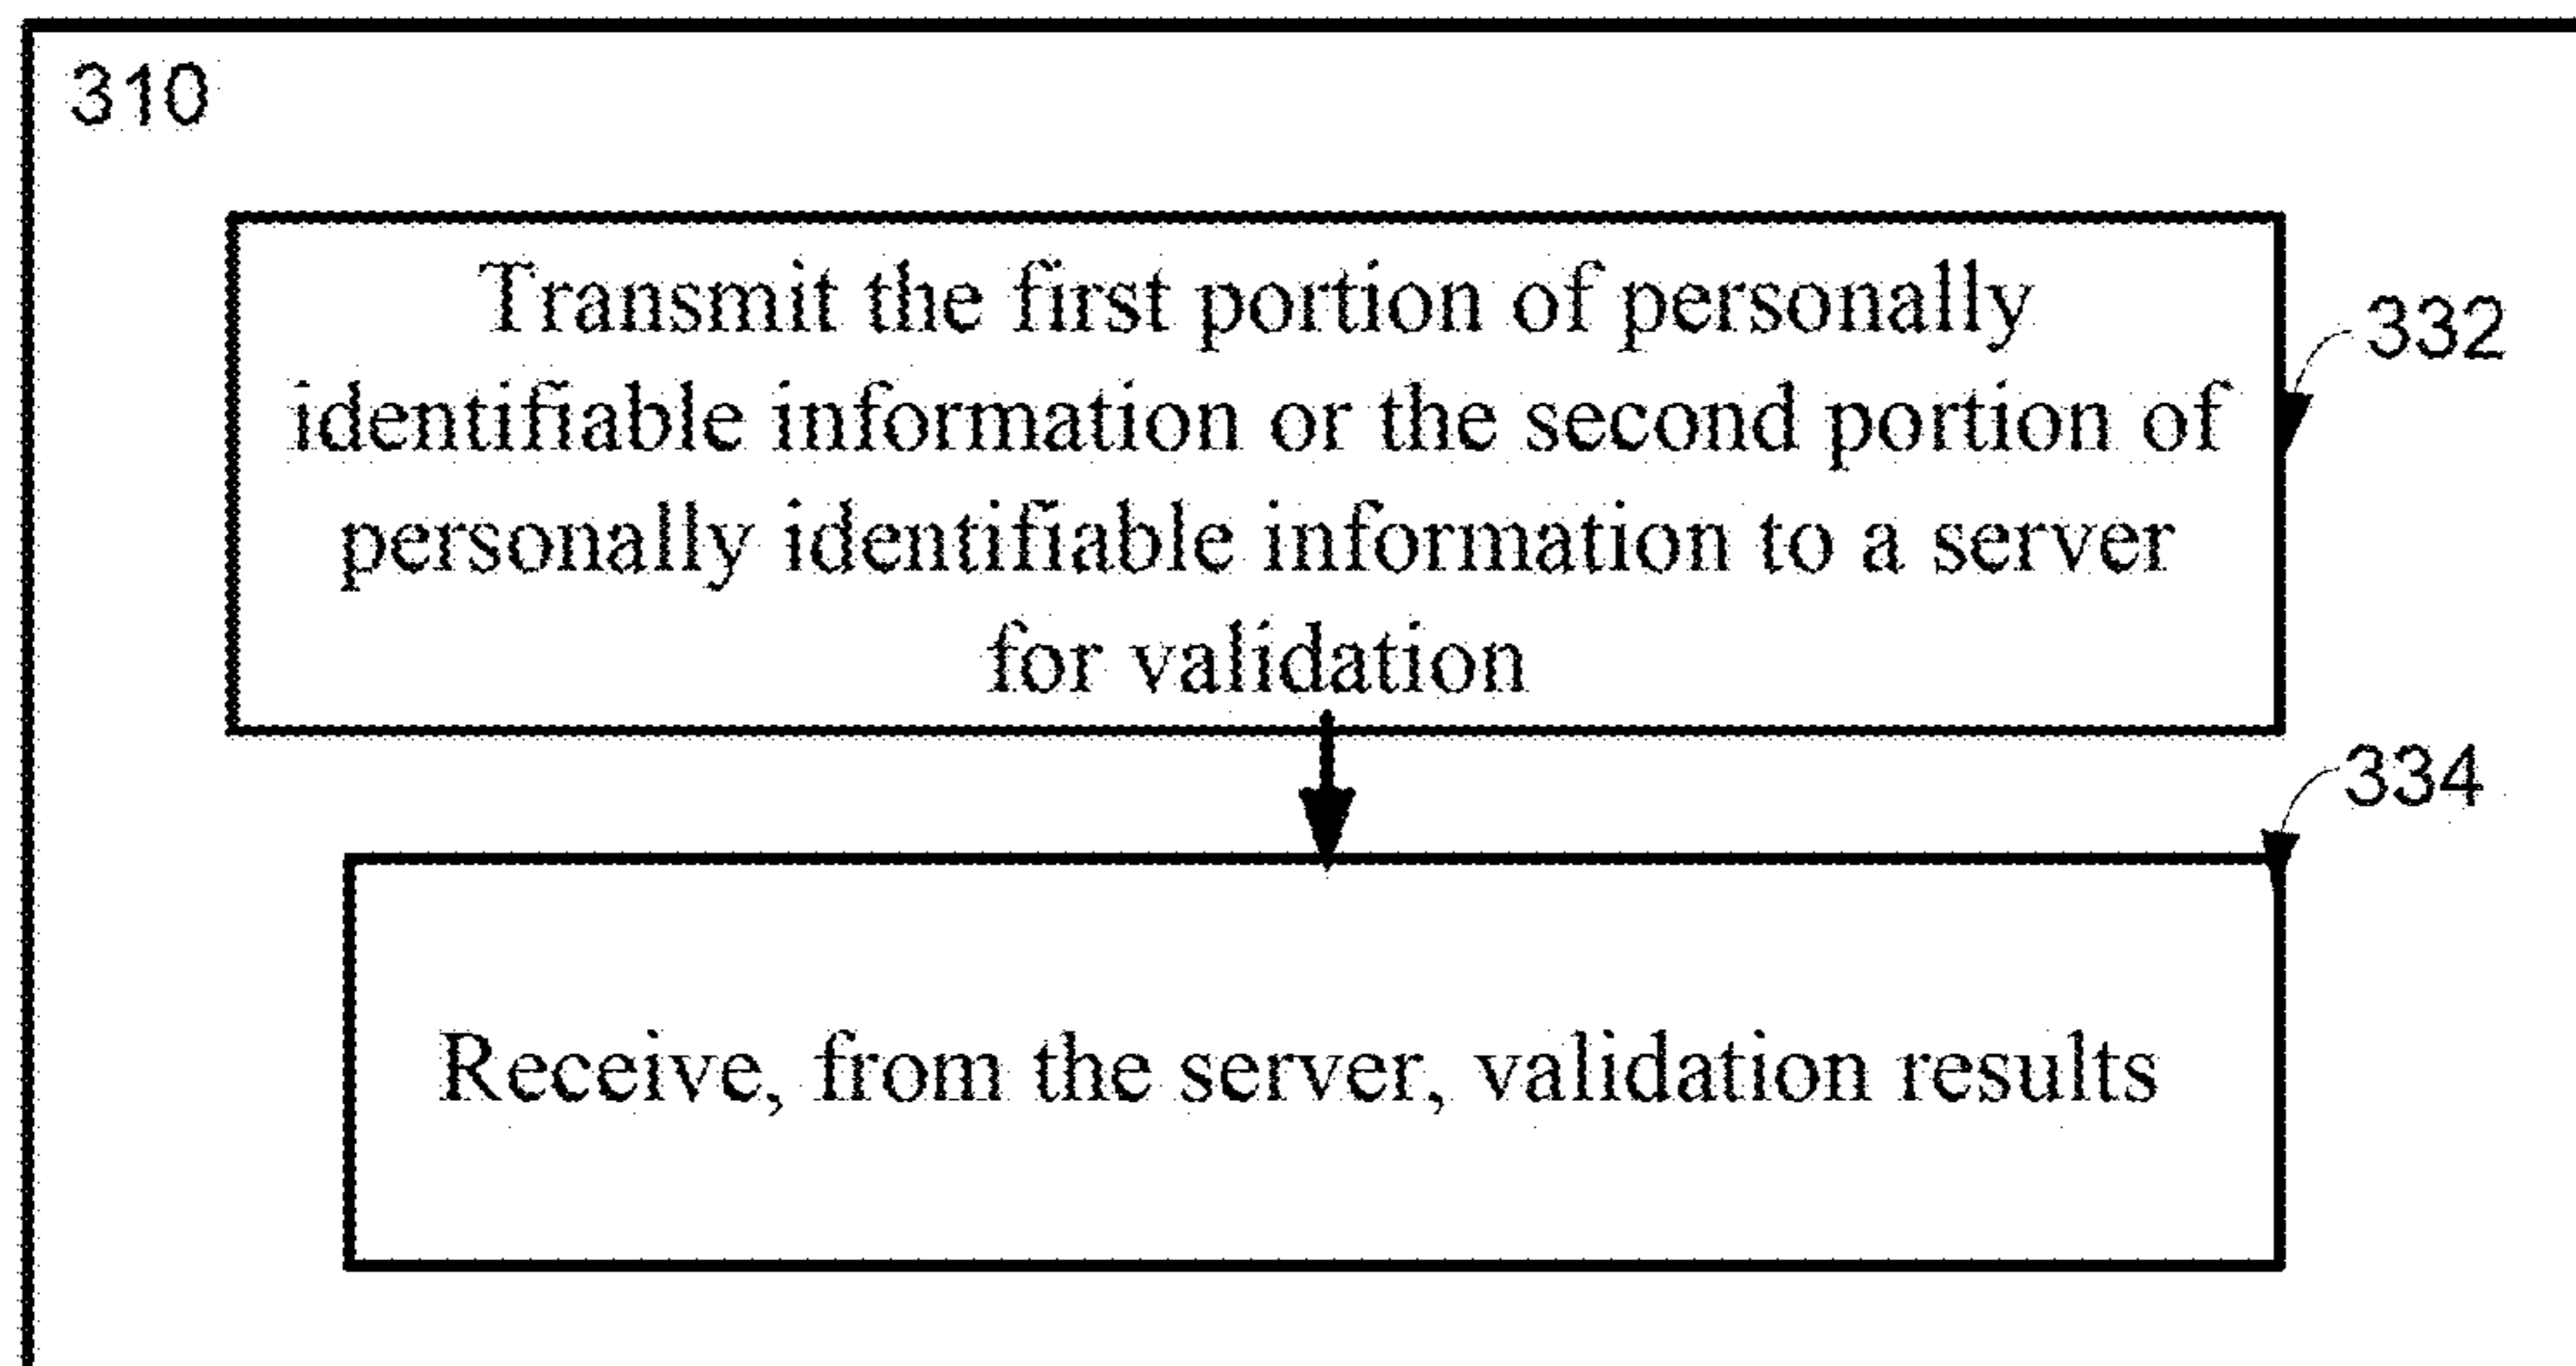 310
Transmit the first portion of personally
identifiable information or the second portion of
personally identifiable information to a server
for validation
332
334
Receive, from the server, validation results